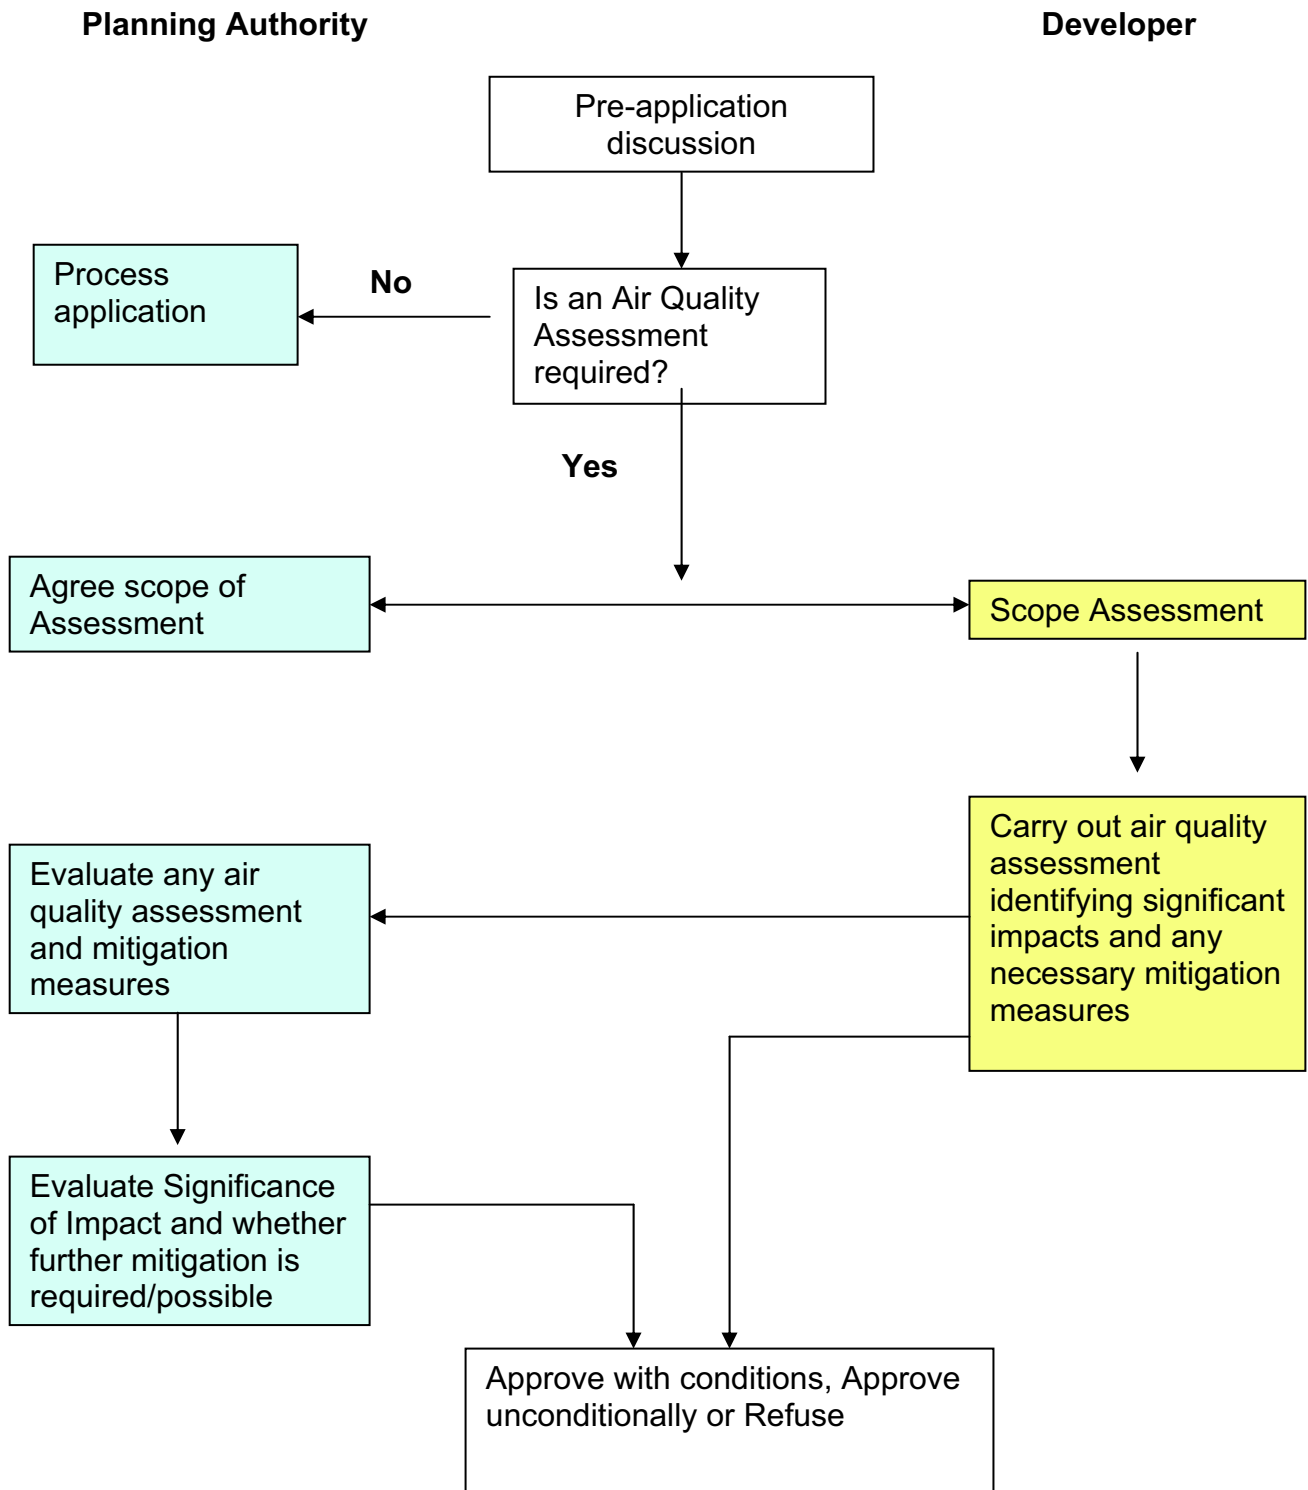 Planning Authority
Developer
Pre-application
discussion
Process
application
No
Is an Air Quality
Assessment
required?
Yes
Agree scope of
Assessment
Scope Assessment
Carry out air quality
assessment
identifying significant
impacts and any
necessary mitigation
measures
Evaluate any air
quality assessment
and mitigation
measures
Evaluate Significance
of Impact and whether
further mitigation is
required/possible
Approve with conditions, Approve
unconditionally or Refuse